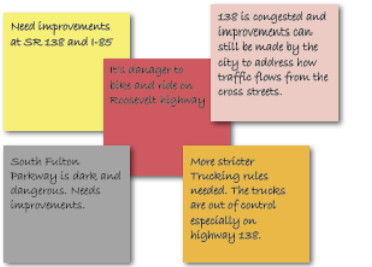 Need improvements
at SR 138 and I-85
138 is congested and
improvements can
still be made by the
city to address how
traffic flows from the
cross streets.
It's danager to
bike and ride on
Roosevelt highway
South Fulton
Parkway is dark and
dangerous. Needs
improvements.
More stricter
Trucking rules
needed. The trucks
are out of control
especially on
highway 138.